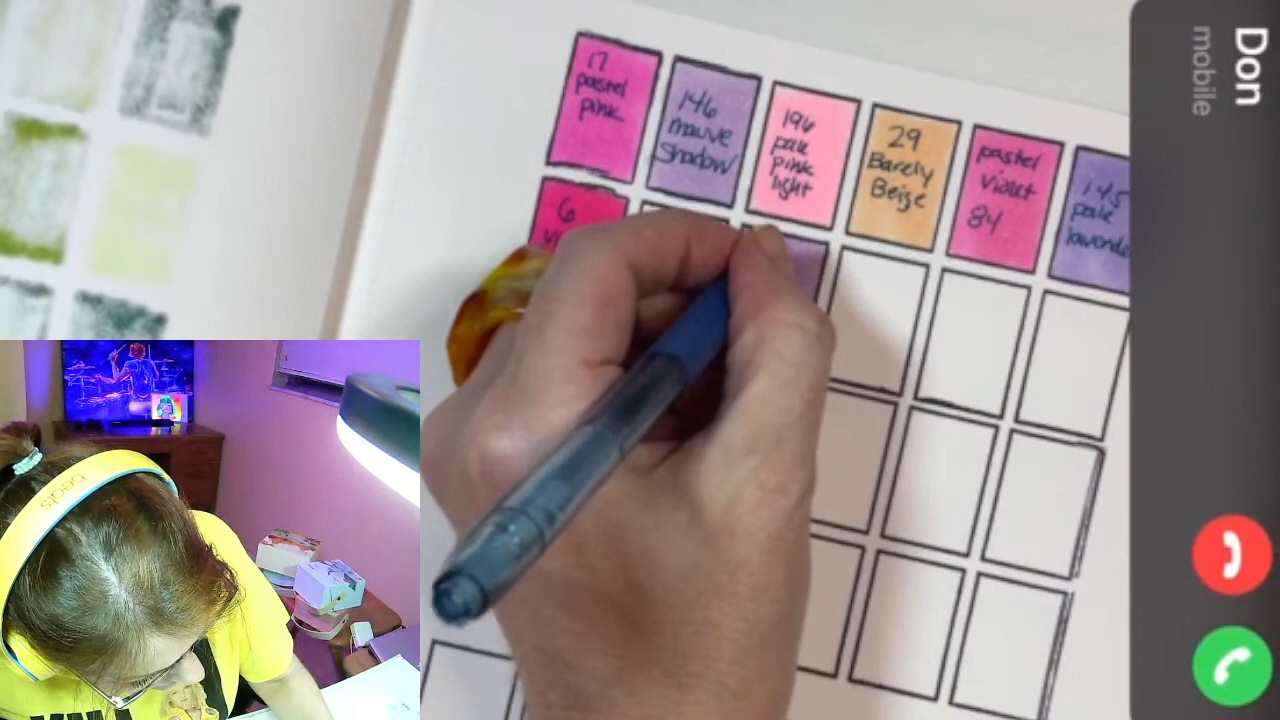 17
pastel
pink
146
mauve
Shadow
196
pale
pink
light
29
Barely
Beige
pastel
violet
84
145
pale
6
Don
mobile
beats